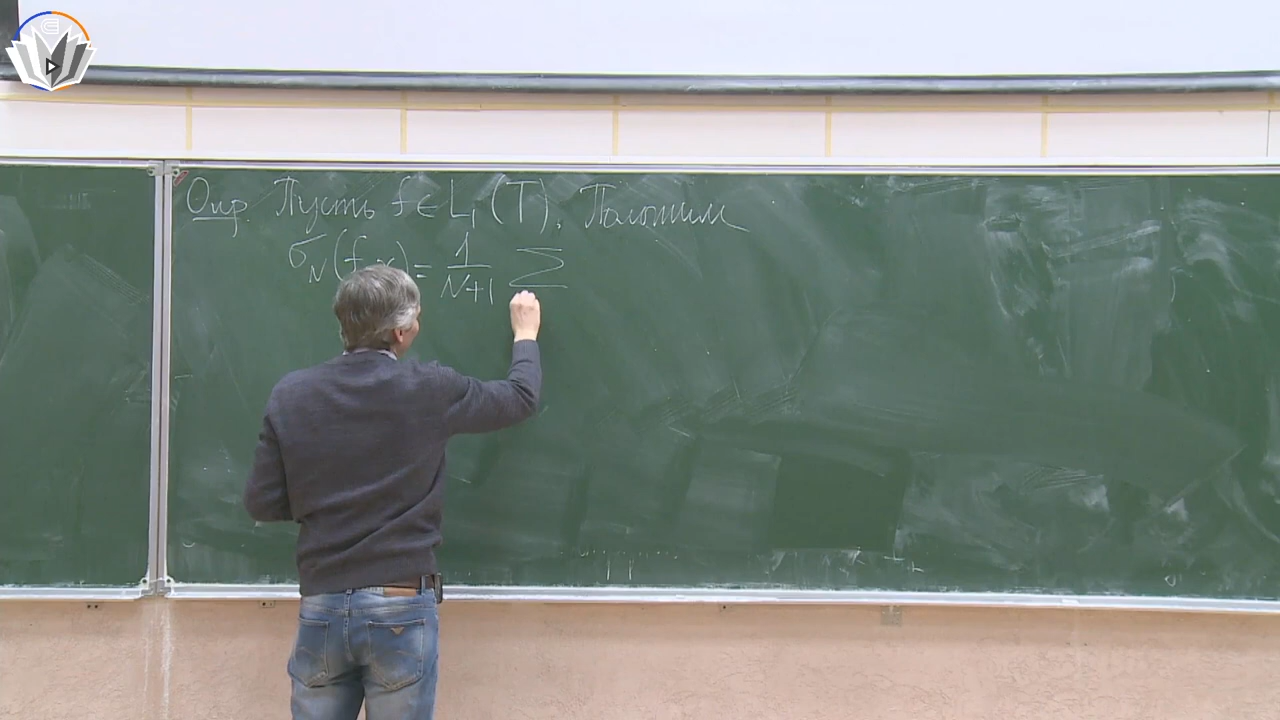 Опр. Пусть f ∈ L₁(T). Положим
σ_N(f,x) = 1/(N+1) Σ